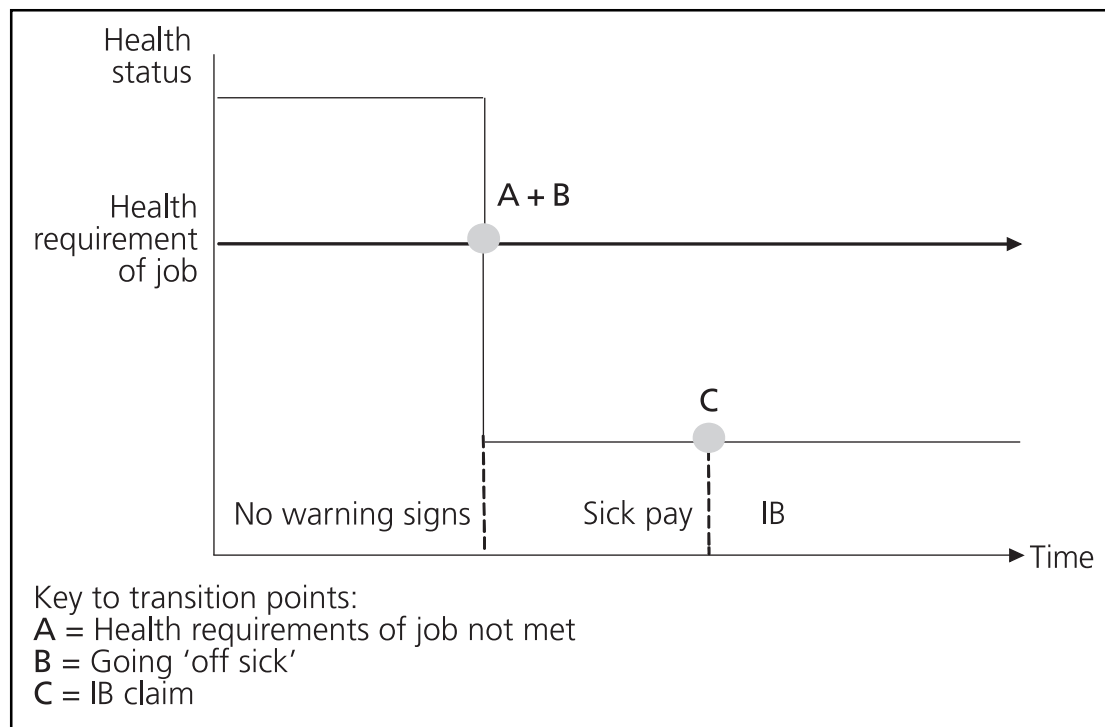 Health
status
A + B
Health
requirement
of job
C
No warning signs
Sick pay
IB
Time
Key to transition points:
A = Health requirements of job not met
B = Going ‘off sick’
C = IB claim